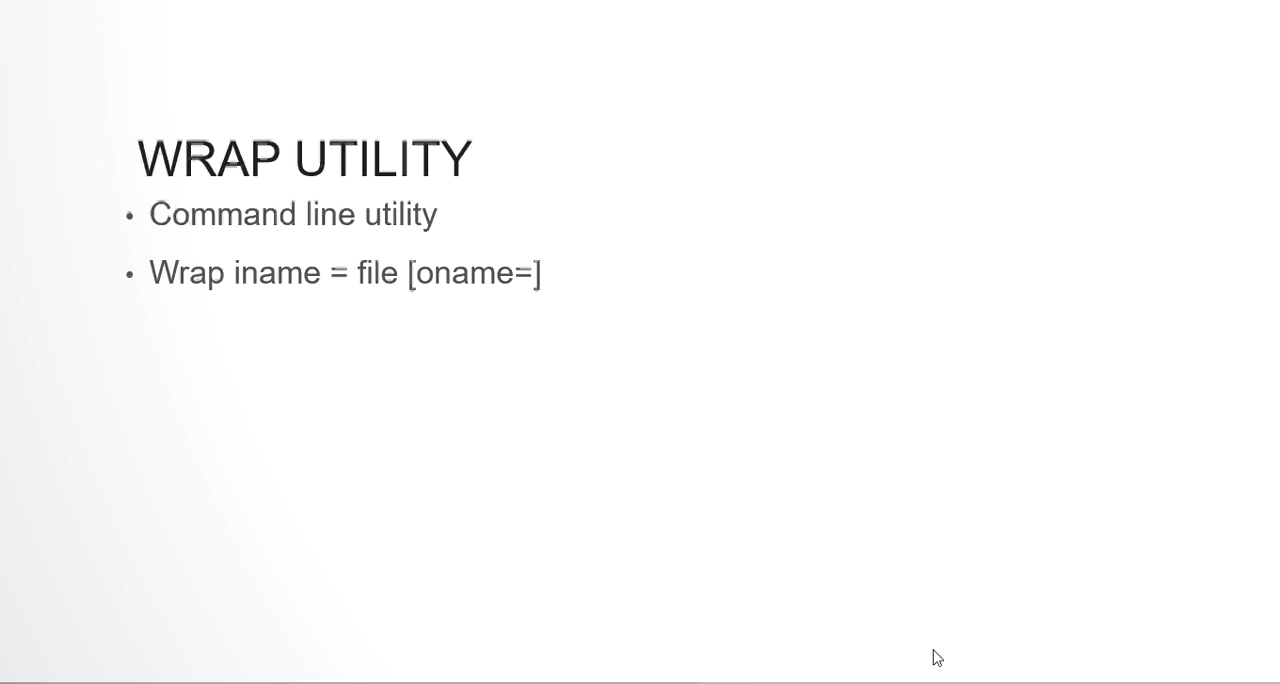 WRAP UTILITY
• Command line utility
• Wrap iname = file [oname=]